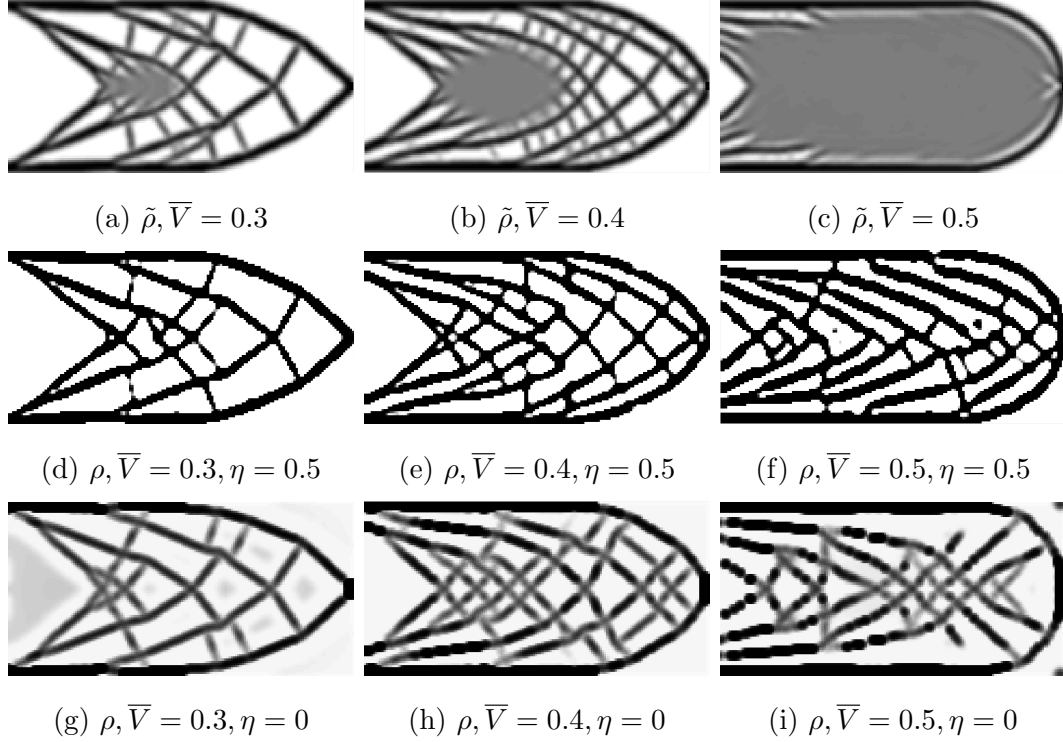 (a) ρ̃, V̅ = 0.3
(b) ρ̃, V̅ = 0.4
(c) ρ̃, V̅ = 0.5
(d) ρ, V̅ = 0.3, η = 0.5
(e) ρ, V̅ = 0.4, η = 0.5
(f) ρ, V̅ = 0.5, η = 0.5
(g) ρ, V̅ = 0.3, η = 0
(h) ρ, V̅ = 0.4, η = 0
(i) ρ, V̅ = 0.5, η = 0